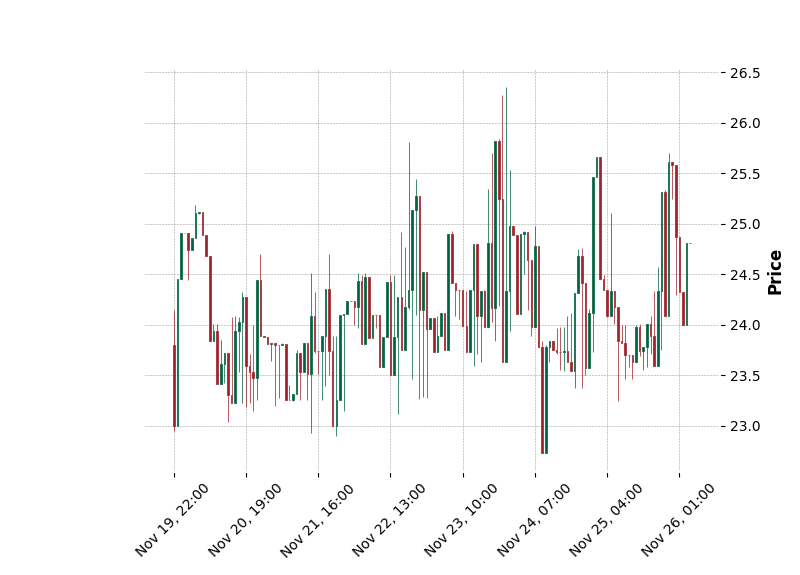 26.5
26.0
25.5
25.0
24.5
24.0
23.5
23.0
Price
Nov 19, 22:00
Nov 20, 19:00
Nov 21, 16:00
Nov 22, 13:00
Nov 23, 10:00
Nov 24, 07:00
Nov 25, 04:00
Nov 26, 01:00